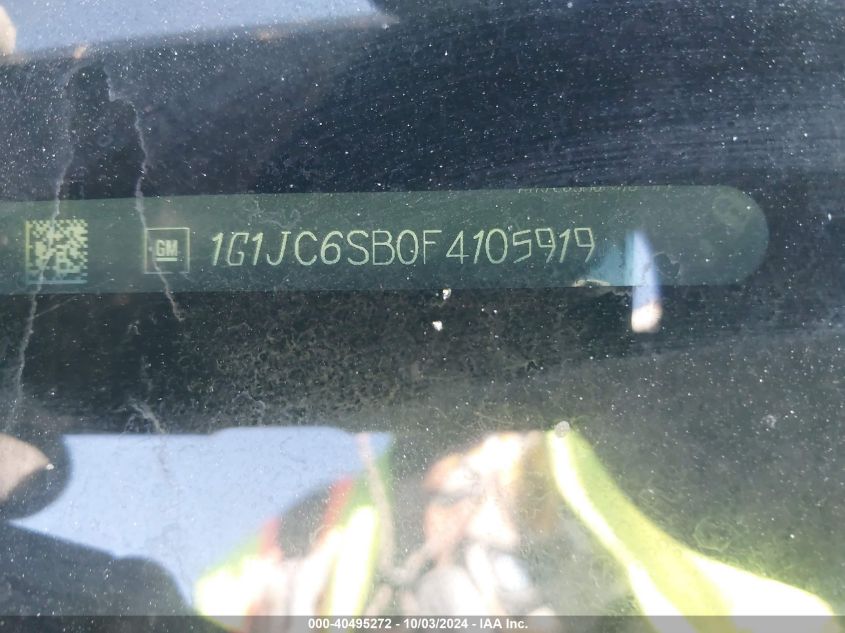 GM 1G1JC6SB0F4105919
000-40495272 - 10/03/2024 - IAA Inc.